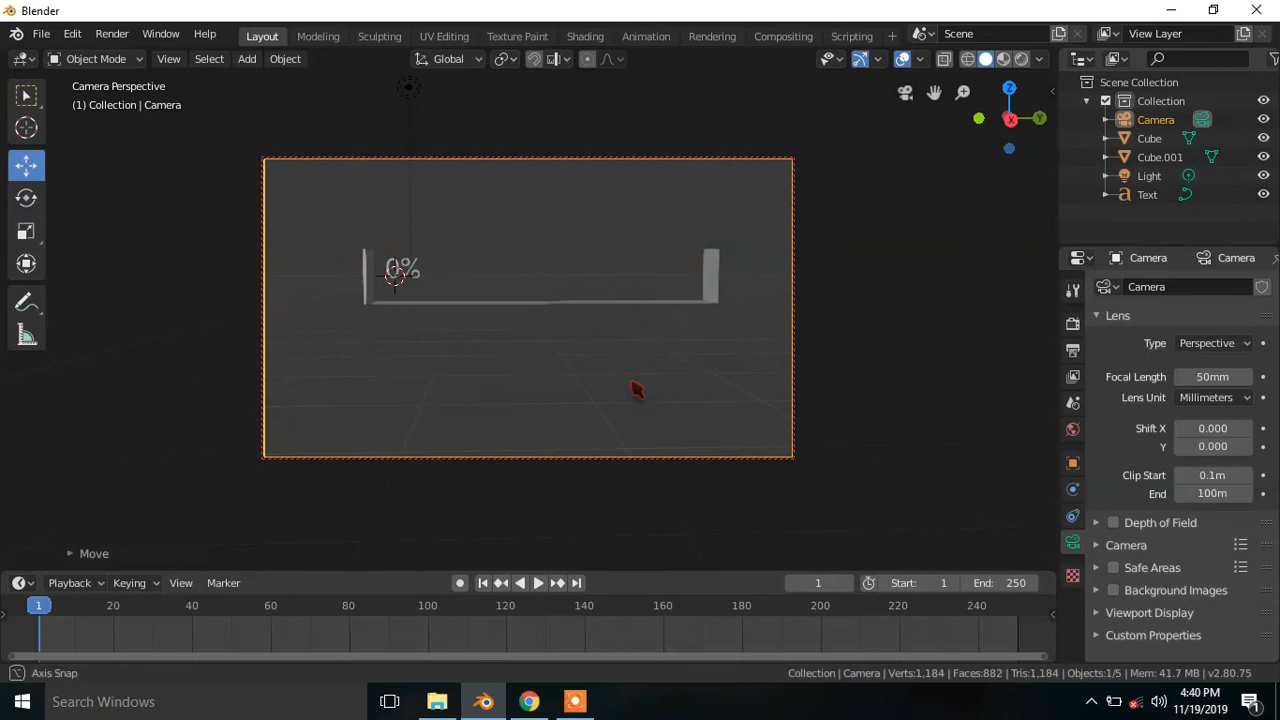 Blender
File Edit Render Window Help Layout Modeling Sculpting UV Editing Texture Paint Shading Animation Rendering Compositing Scripting + Scene View Layer
Object Mode View Select Add Object Global
Camera Perspective
(1) Collection | Camera
Z
X
Y
0%
Scene Collection
Collection
Camera
Cube
Cube.001
Light
Text
Camera Camera
Camera
Lens
Type Perspective
Focal Length 50mm
Lens Unit Millimeters
Shift X 0.000
Y 0.000
Clip Start 0.1m
End 100m
Depth of Field
Camera
Safe Areas
Background Images
Viewport Display
Custom Properties
Move
Playback Keying View Marker 1 Start: 1 End: 250
1 20 40 60 80 100 120 140 160 180 200 220 240
Axis Snap Collection | Camera | Verts:1,184 | Faces:882 | Tris:1,184 | Objects:1/5 | Mem: 41.7 MB | v2.80.75
Search Windows
4:40 PM
11/19/2019
1